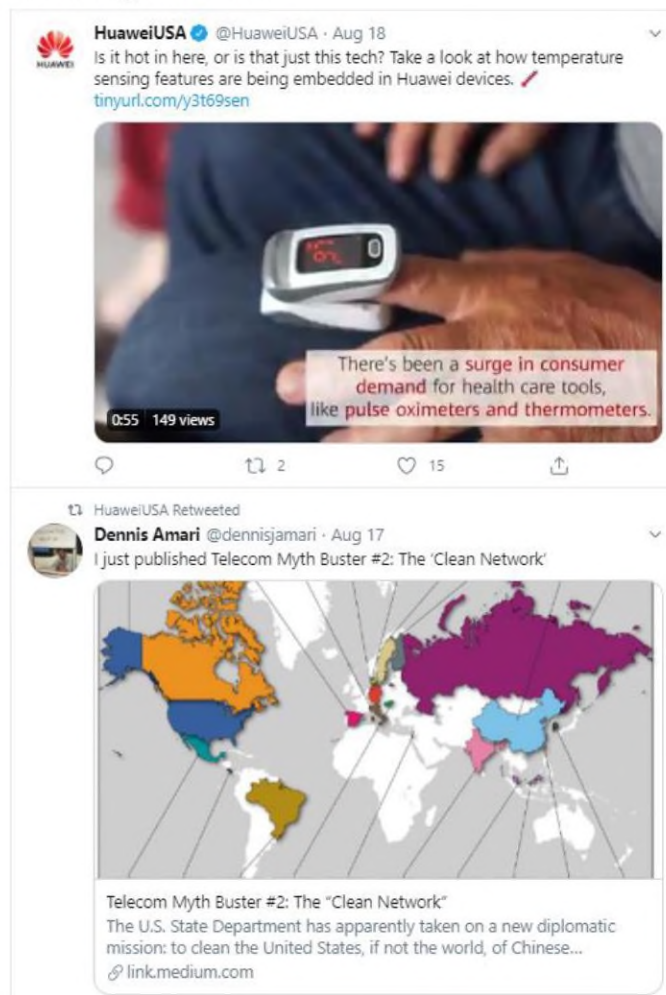 HUAWEI
HuaweiUSA @HuaweiUSA · Aug 18
Is it hot in here, or is that just this tech? Take a look at how temperature
sensing features are being embedded in Huawei devices.
tinyurl.com/y3t69sen
There's been a surge in consumer
demand for health care tools,
like pulse oximeters and thermometers.
0:55 149 views
2 15
HuaweiUSA Retweeted
Dennis Amari @dennisjamari · Aug 17
I just published Telecom Myth Buster #2: The 'Clean Network'
Telecom Myth Buster #2: The "Clean Network"
The U.S. State Department has apparently taken on a new diplomatic
mission: to clean the United States, if not the world, of Chinese...
link.medium.com